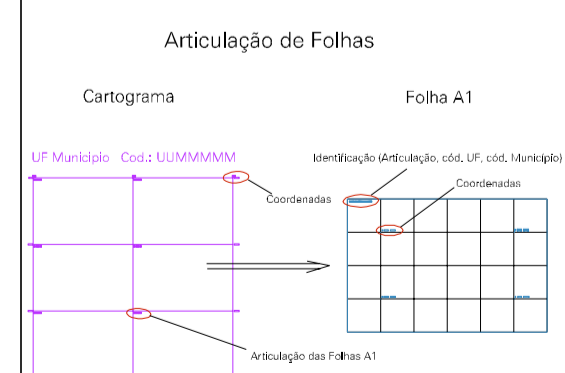 Articulação de Folhas
Cartograma
Folha A1
UF Municipio Cod.: UUMMMMM
Identificação (Articulação, cód. UF, cód. Município)
Coordenadas
Coordenadas
Articulação das Folhas A1